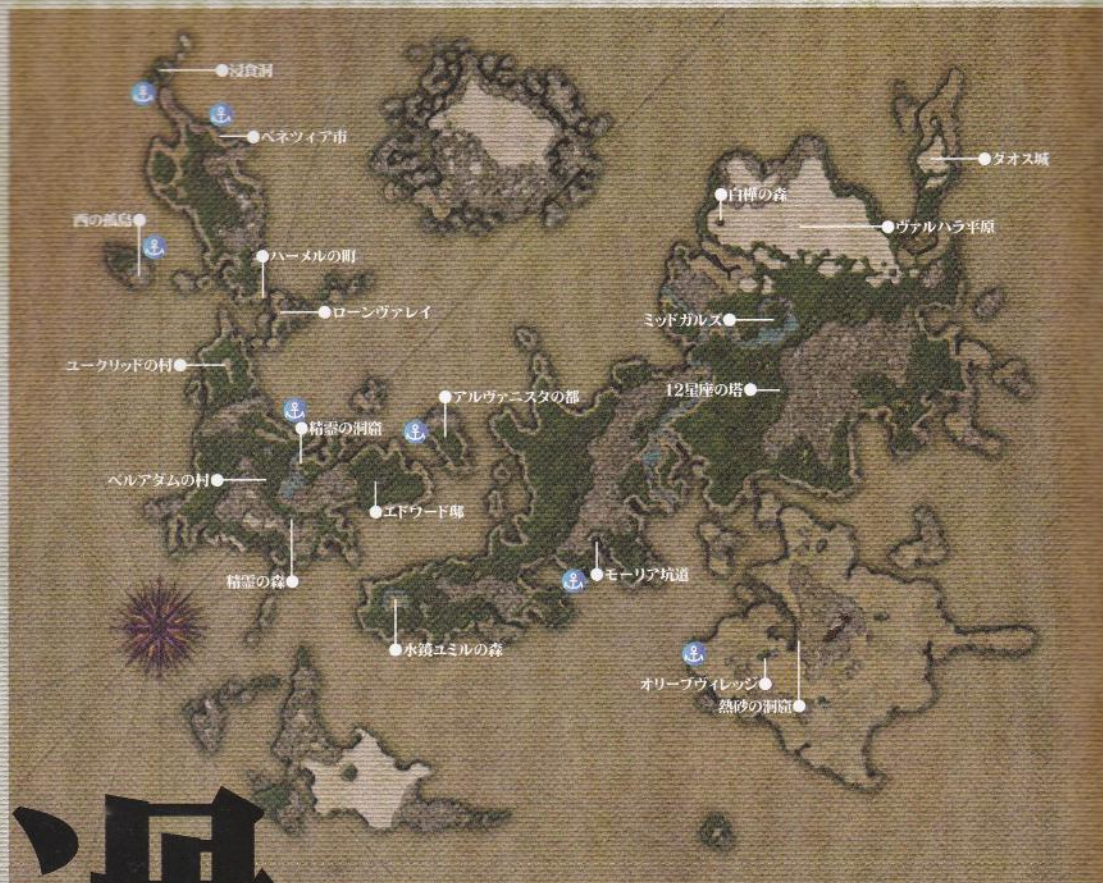 浸食洞
ベネツィア市
ダオス城
白樺の森
西の孤島
ヴァルハラ平原
ハーメルの町
ローンヴァレイ
ミッドガルズ
ユークリッドの村
12星座の塔
アルヴァニスタの都
精霊の洞窟
ベルアダムの村
エドワード邸
モーリア坑道
精霊の森
水鏡ユミルの森
オリーブヴィレッジ
熱砂の洞窟